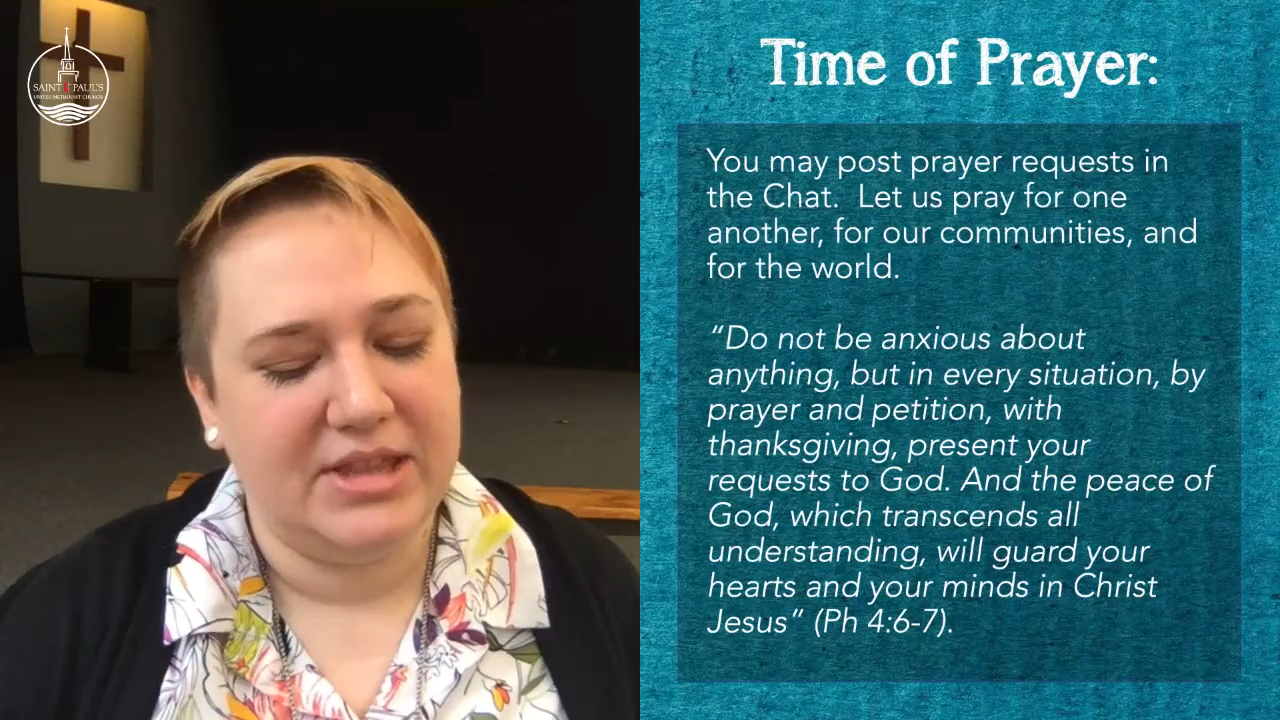 SAINT PAUL'S
UNITED METHODIST CHURCH
Time of Prayer:
You may post prayer requests in
the Chat.  Let us pray for one
another, for our communities, and
for the world.
“Do not be anxious about
anything, but in every situation, by
prayer and petition, with
thanksgiving, present your
requests to God. And the peace of
God, which transcends all
understanding, will guard your
hearts and your minds in Christ
Jesus” (Ph 4:6-7).